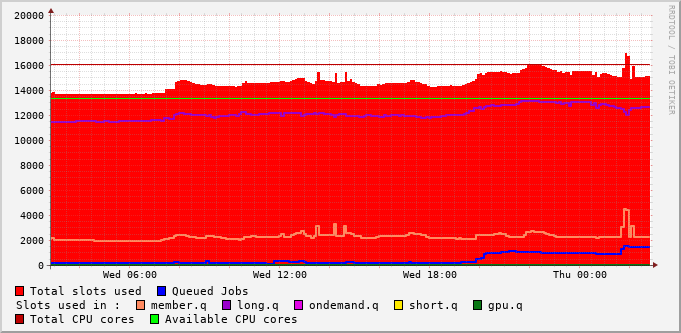 20000
18000
16000
14000
12000
10000
8000
6000
4000
2000
0
Wed 06:00 Wed 12:00 Wed 18:00 Thu 00:00
RRDTOOL / TOBI OETIKER
Total slots used Queued Jobs
Slots used in : member.q long.q ondemand.q short.q gpu.q
Total CPU cores Available CPU cores